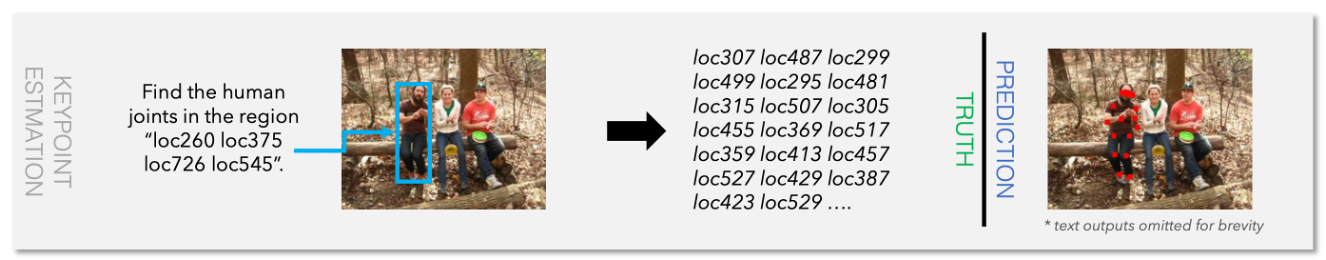 KEYPOINT
ESTMATION
Find the human
joints in the region
“loc260 loc375
loc726 loc545”.
loc307 loc487 loc299
loc499 loc295 loc481
loc315 loc507 loc305
loc455 loc369 loc517
loc359 loc413 loc457
loc527 loc429 loc387
loc423 loc529 ….
TRUTH
PREDICTION
* text outputs omitted for brevity